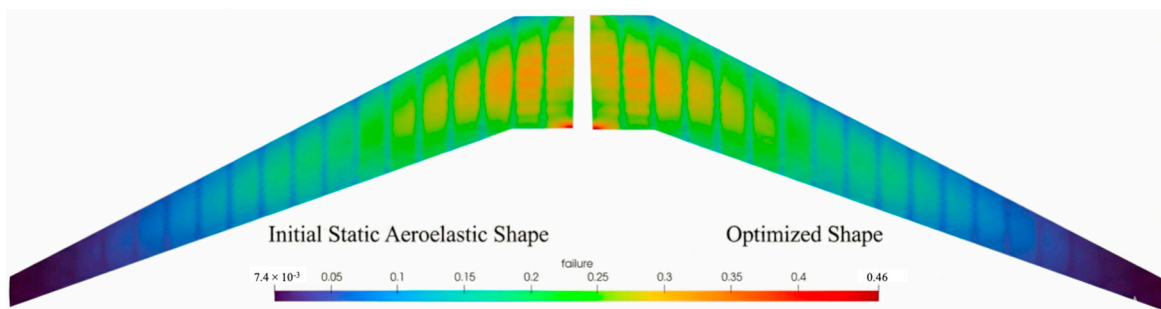 Initial Static Aeroelastic Shape
Optimized Shape
failure
7.4 × 10⁻³ 0.05 0.1 0.15 0.2 0.25 0.3 0.35 0.4 0.46